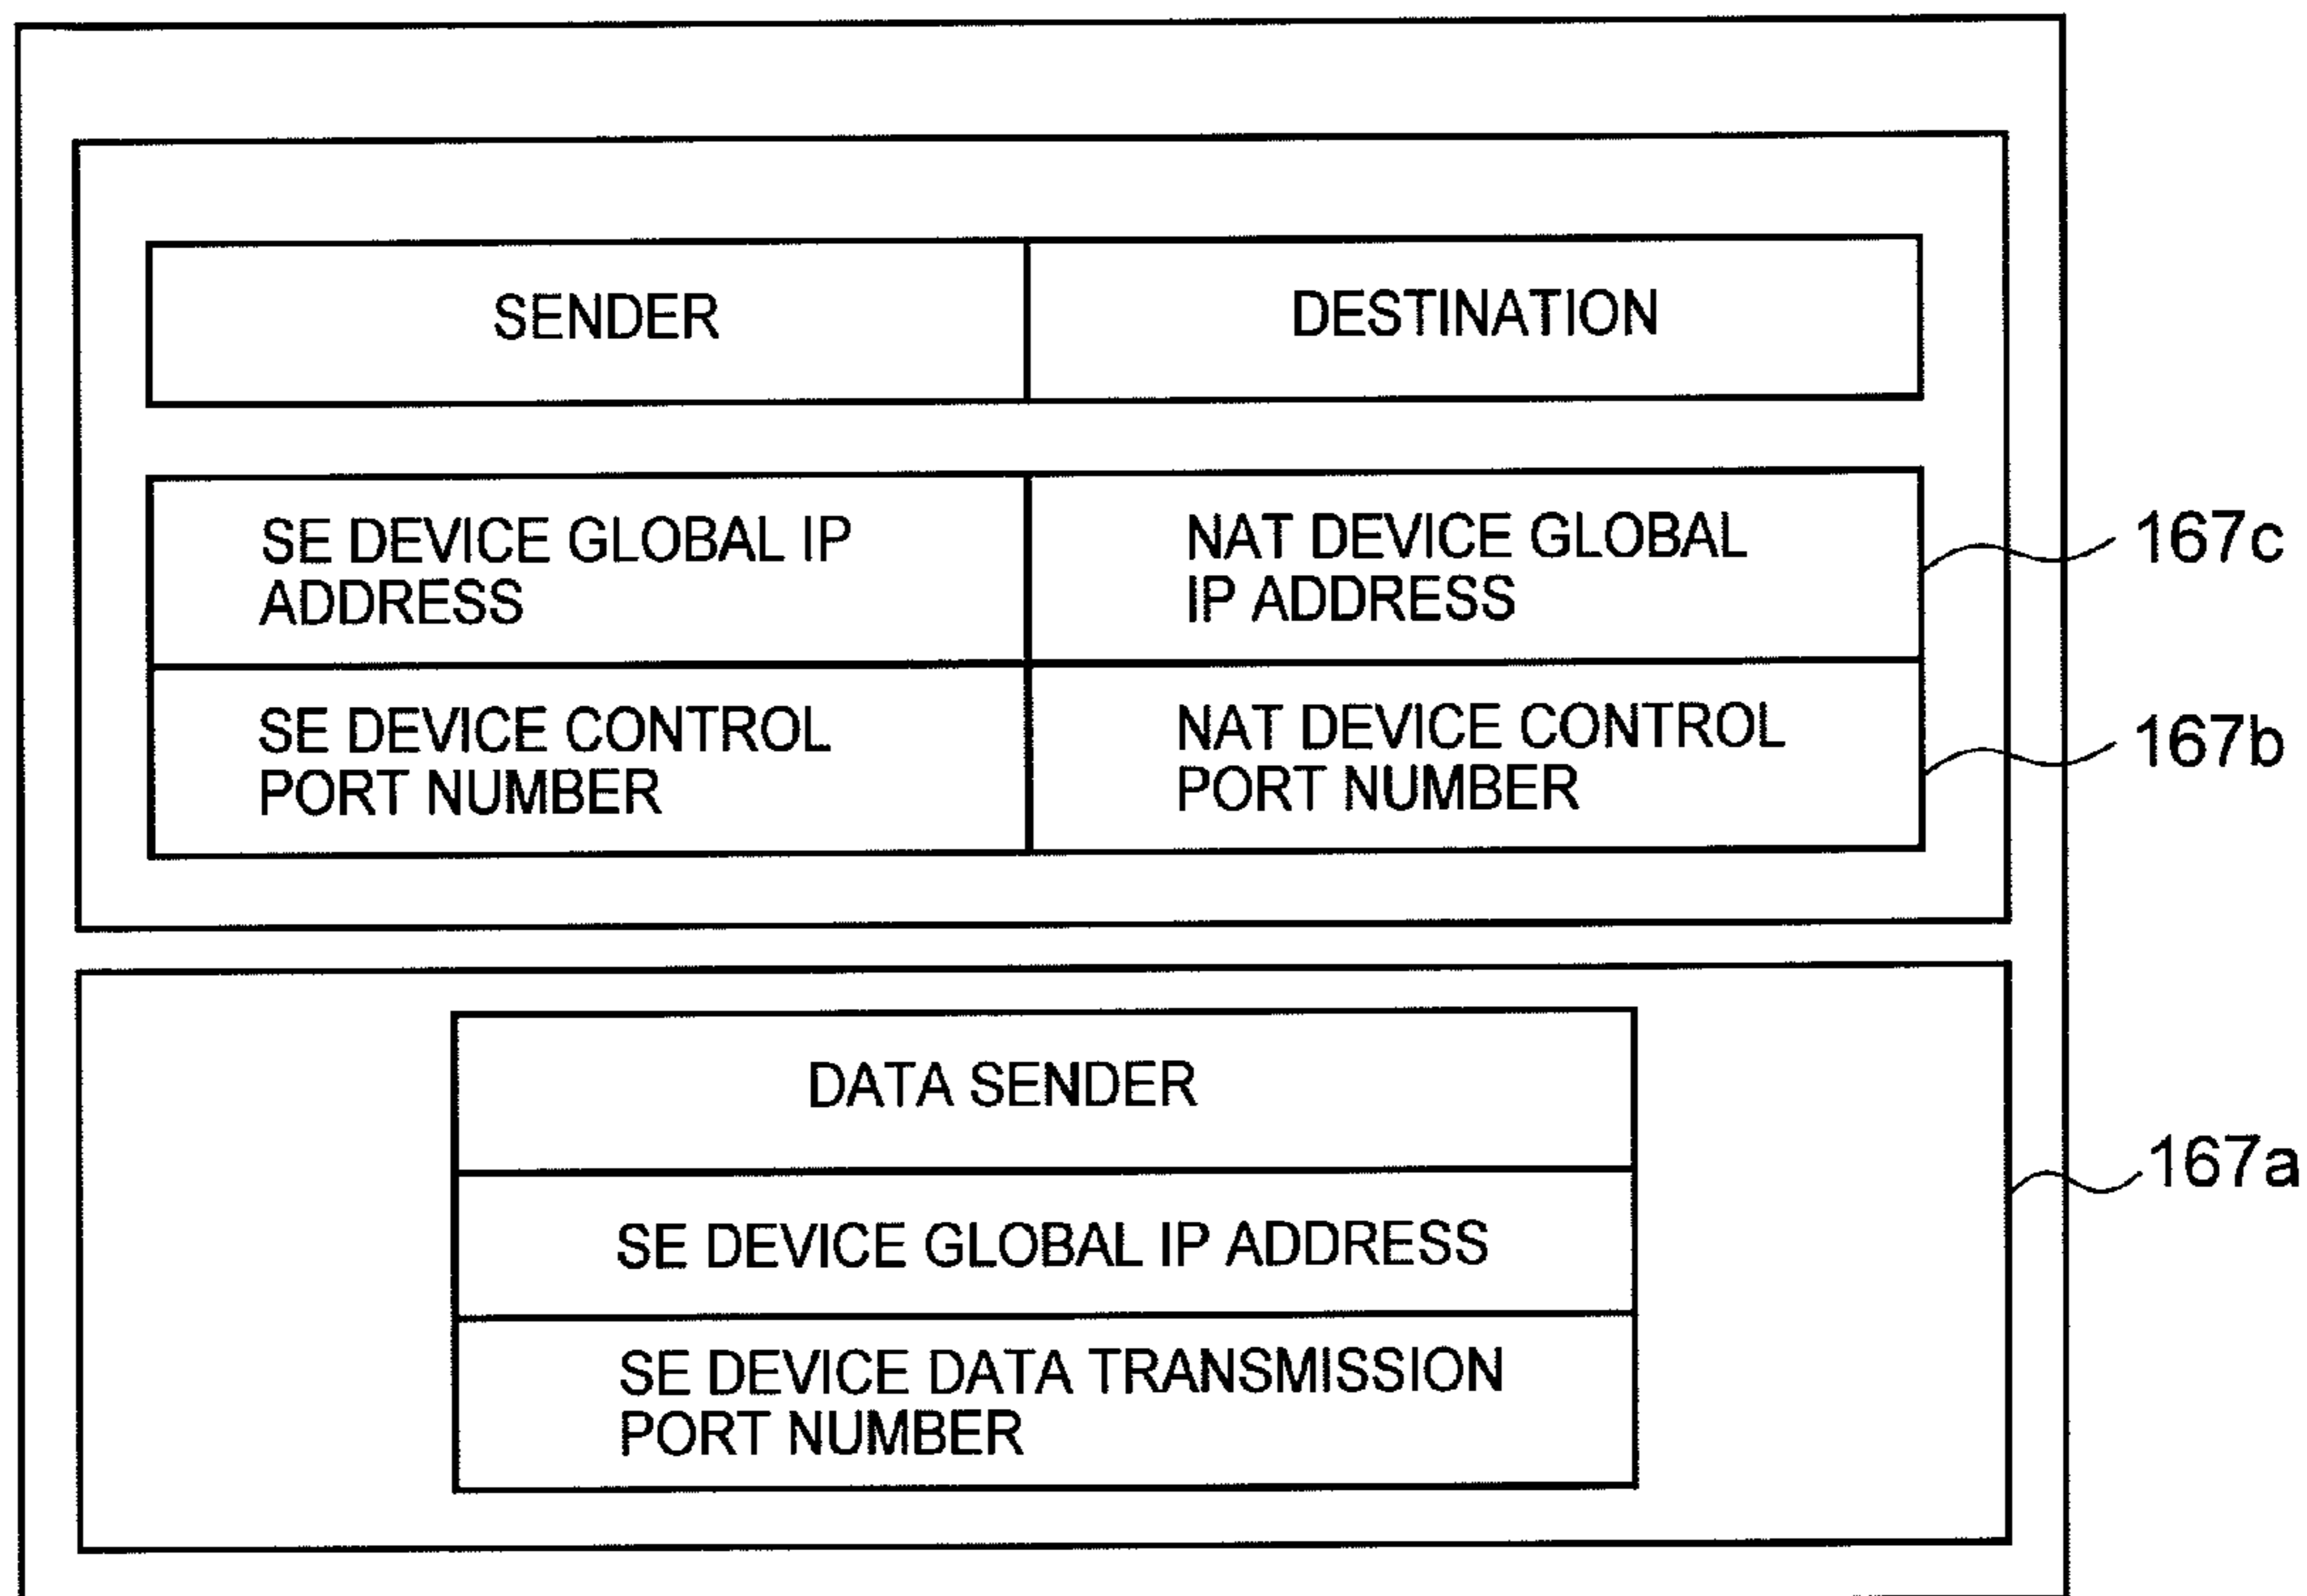 SENDER
DESTINATION
SE DEVICE GLOBAL IP
ADDRESS
NAT DEVICE GLOBAL
IP ADDRESS
167c
SE DEVICE CONTROL
PORT NUMBER
NAT DEVICE CONTROL
PORT NUMBER
167b
DATA SENDER
167a
SE DEVICE GLOBAL IP ADDRESS
SE DEVICE DATA TRANSMISSION
PORT NUMBER